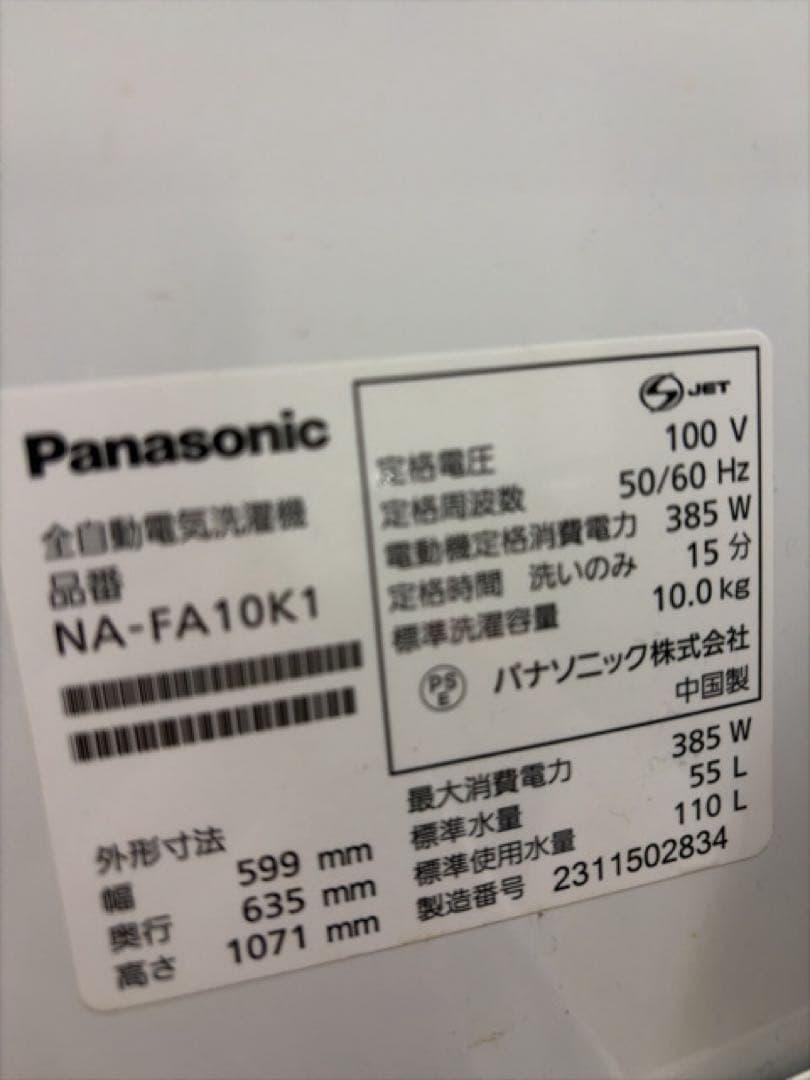 Panasonic
全自動電気洗濯機
品番
NA-FA10K1
外形寸法
幅 599 mm
奥行 635 mm
高さ 1071 mm
JET
定格電圧 100 V
定格周波数 50/60 Hz
電動機定格消費電力 385 W
定格時間 洗いのみ 15 分
標準洗濯容量 10.0 kg
PS E パナソニック株式会社
中国製
最大消費電力 385 W
標準水量 55 L
標準使用水量 110 L
製造番号 2311502834